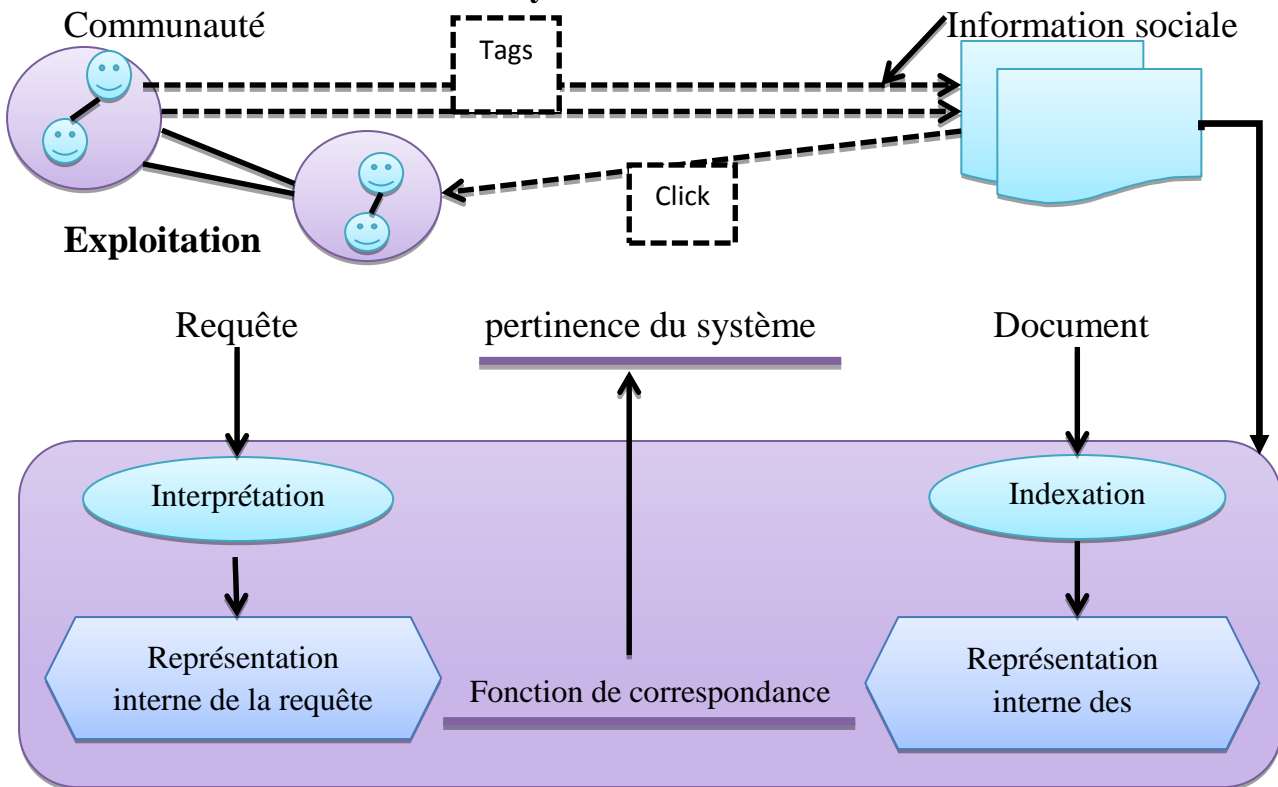 Communauté
Information sociale
Tags
Click
Exploitation
Requête
pertinence du système
Document
Interprétation
Indexation
Représentation
interne de la requête
Fonction de correspondance
Représentation
interne des